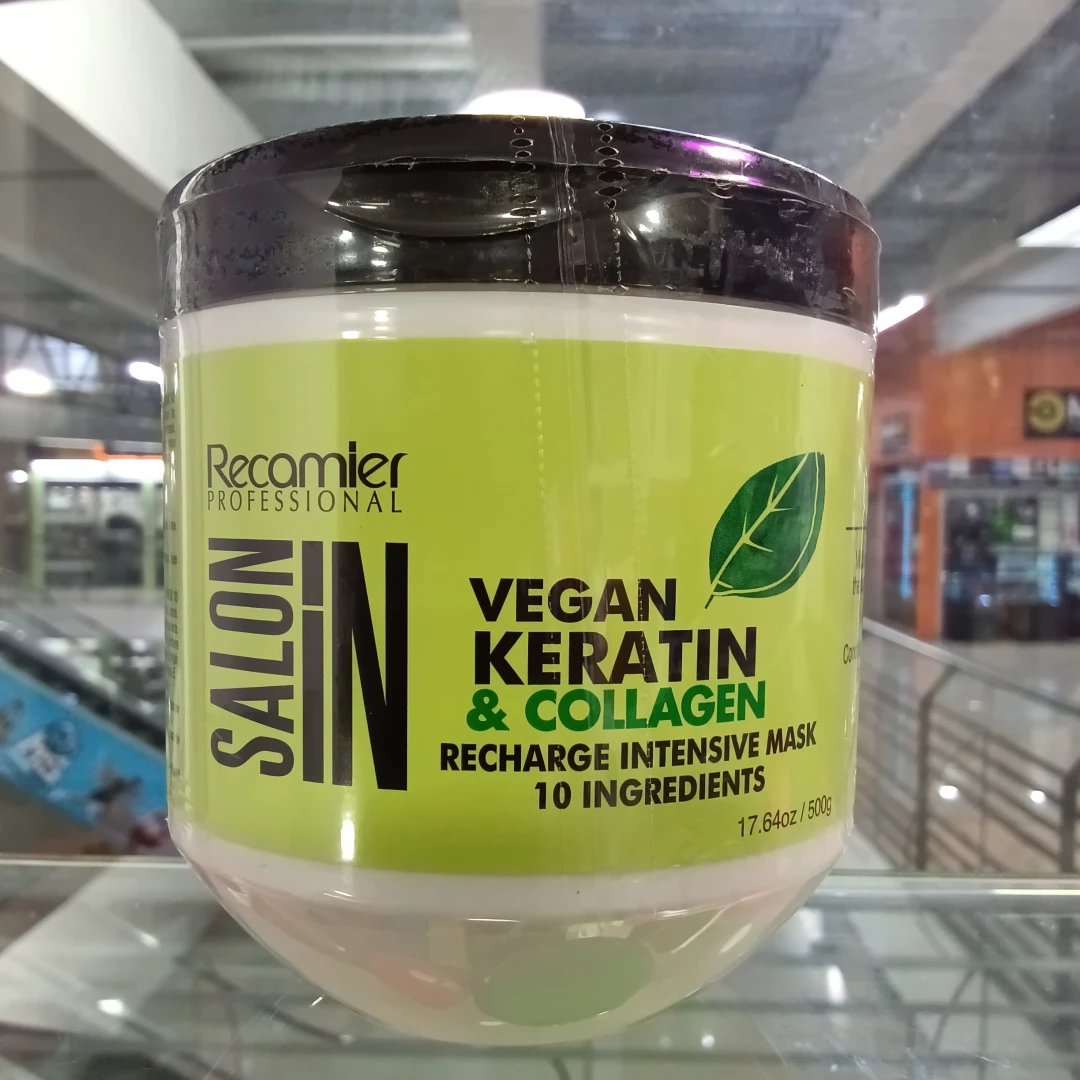 Recamier
PROFESSIONAL
SALON
IN
VEGAN
KERATIN
& COLLAGEN
RECHARGE INTENSIVE MASK
10 INGREDIENTS
17.64oz / 500g